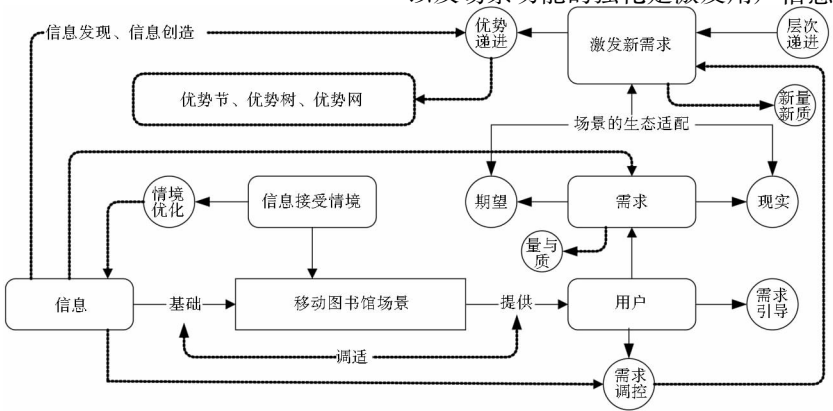 信息发现、信息创造
优势
递进
激发新需求
层次
递进
优势节、优势树、优势网
新量
新质
场景的生态适配
情境
优化
信息接受情境
期望
需求
现实
量与
质
信息
基础
移动图书馆场景
提供
用户
需求
引导
调适
需求
调控